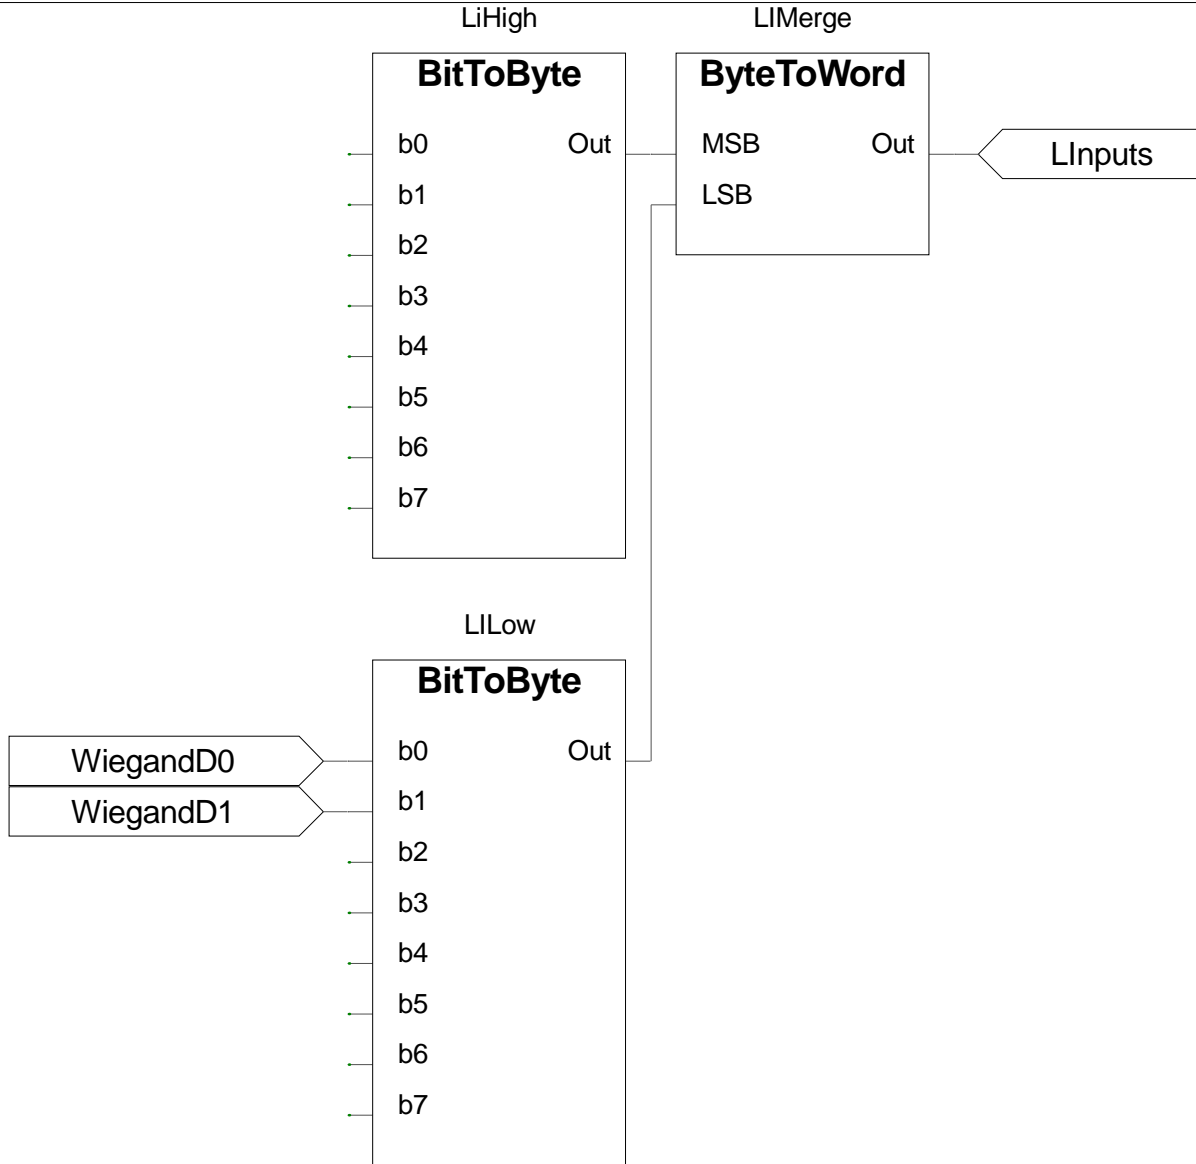 LiHigh
LIMerge
BitToByte
ByteToWord
b0 Out
MSB Out
LInputs
b1
LSB
b2
b3
b4
b5
b6
b7
LILow
BitToByte
WiegandD0
b0 Out
WiegandD1
b1
b2
b3
b4
b5
b6
b7